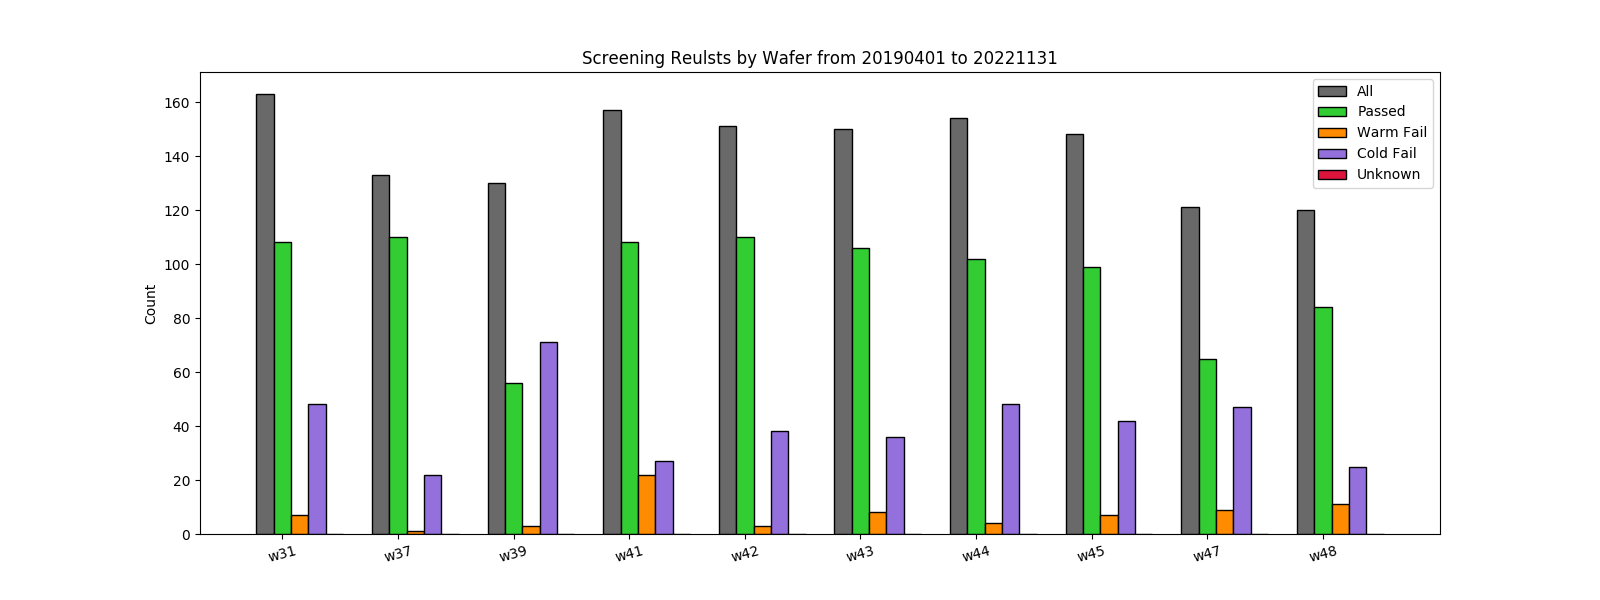 Screening Reulsts by Wafer from 20190401 to 20221131
All
Passed
Warm Fail
Cold Fail
Unknown
Count
160
140
120
100
80
60
40
20
0
w31
w37
w39
w41
w42
w43
w44
w45
w47
w48